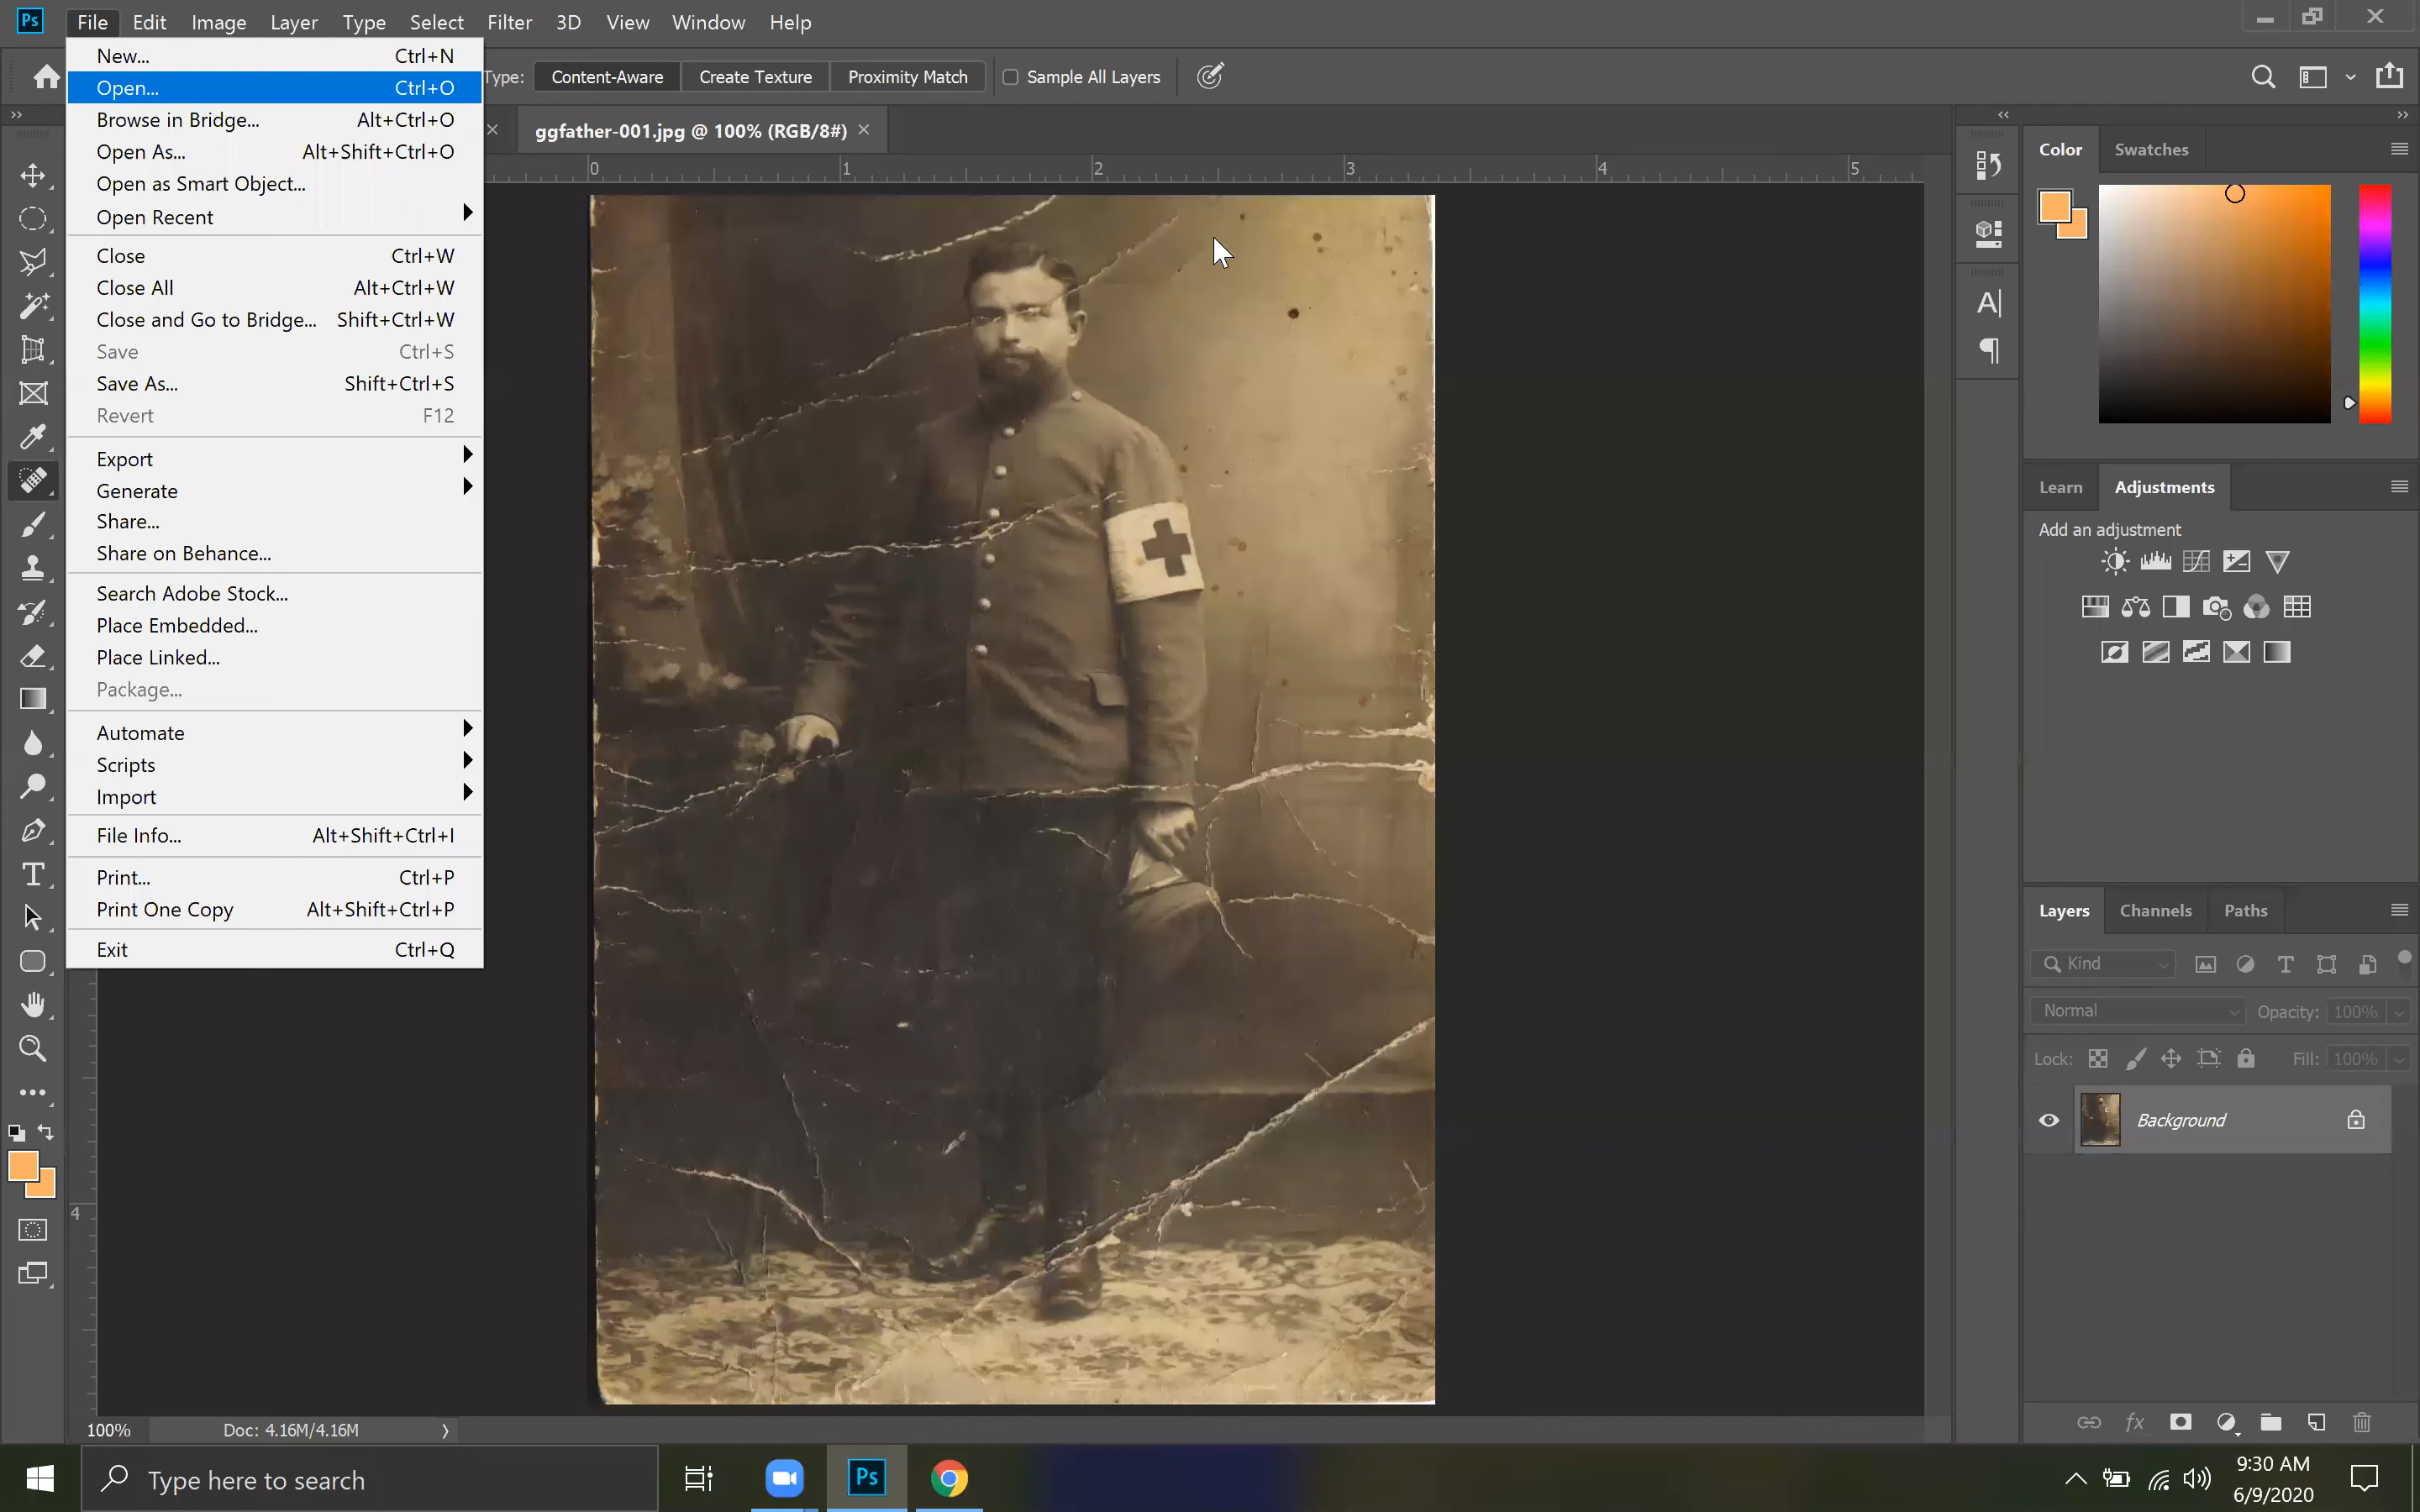 Ps File Edit Image Layer Type Select Filter 3D View Window Help
Type: Content-Aware Create Texture Proximity Match Sample All Layers
ggfather-001.jpg @ 100% (RGB/8#)
0 1 2 3 4 5
New... Ctrl+N
Open... Ctrl+O
Browse in Bridge... Alt+Ctrl+O
Open As... Alt+Shift+Ctrl+O
Open as Smart Object...
Open Recent
Close Ctrl+W
Close All Alt+Ctrl+W
Close and Go to Bridge... Shift+Ctrl+W
Save Ctrl+S
Save As... Shift+Ctrl+S
Revert F12
Export
Generate
Share...
Share on Behance...
Search Adobe Stock...
Place Embedded...
Place Linked...
Package...
Automate
Scripts
Import
File Info... Alt+Shift+Ctrl+I
Print... Ctrl+P
Print One Copy Alt+Shift+Ctrl+P
Exit Ctrl+Q
4
Color Swatches
Learn Adjustments
Add an adjustment
Layers Channels Paths
Kind
Normal Opacity: 100%
Lock: Fill: 100%
Background
fx
100% Doc: 4.16M/4.16M
Type here to search
Ps
9:30 AM
6/9/2020